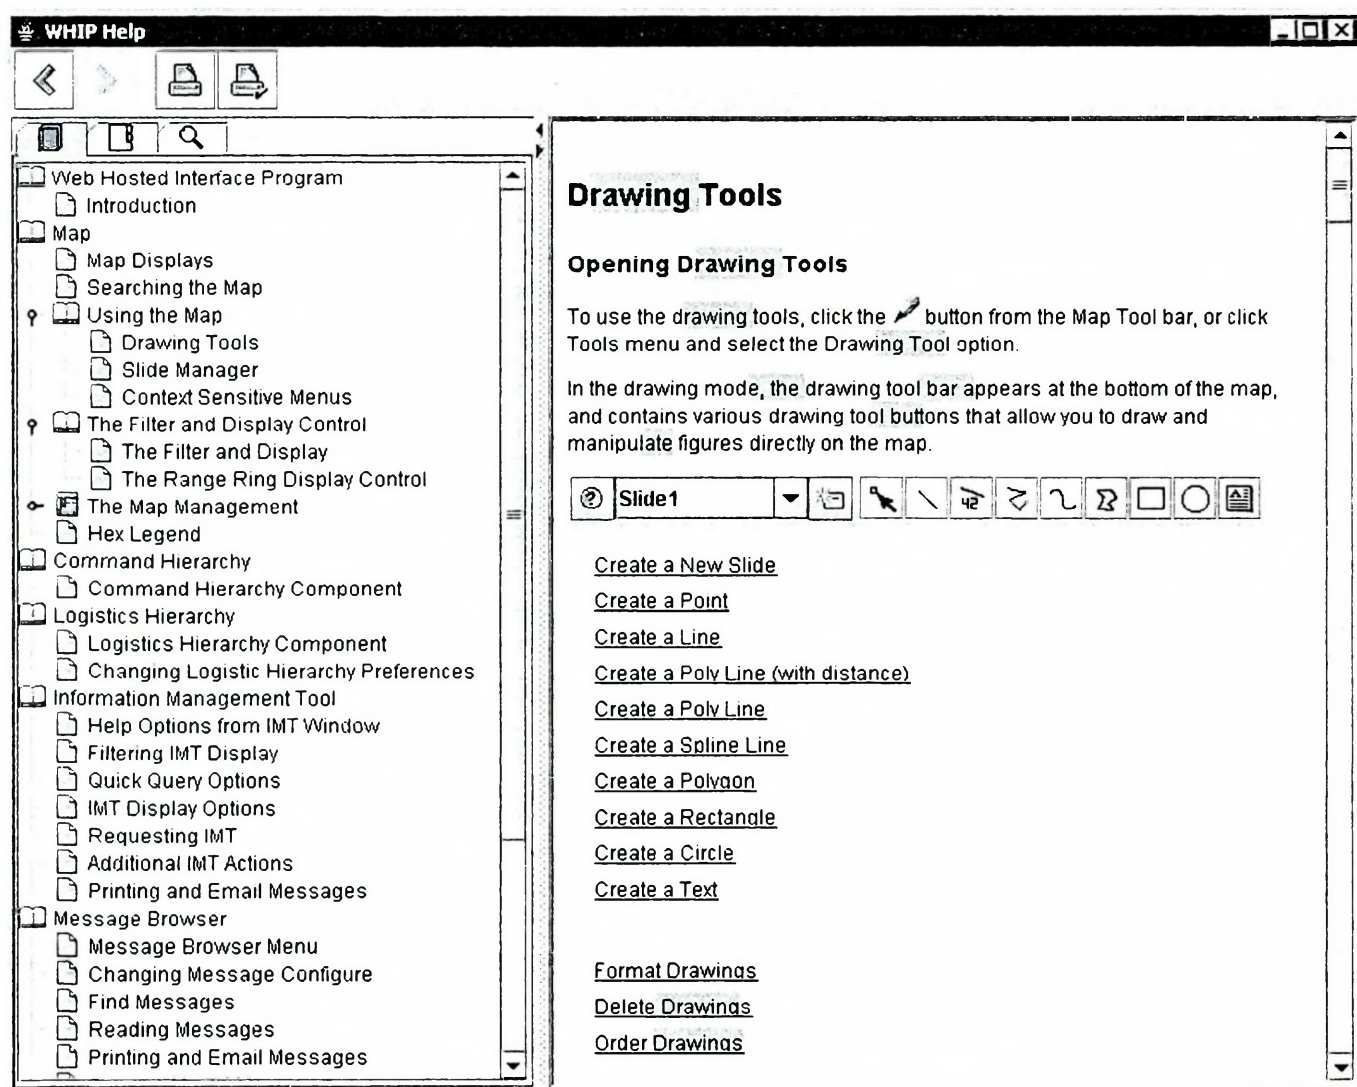 WHIP Help
Web Hosted Interface Program
Introduction
Map
Map Displays
Searching the Map
Using the Map
Drawing Tools
Slide Manager
Context Sensitive Menus
The Filter and Display Control
The Filter and Display
The Range Ring Display Control
The Map Management
Hex Legend
Command Hierarchy
Command Hierarchy Component
Logistics Hierarchy
Logistics Hierarchy Component
Changing Logistic Hierarchy Preferences
Information Management Tool
Help Options from IMT Window
Filtering IMT Display
Quick Query Options
IMT Display Options
Requesting IMT
Additional IMT Actions
Printing and Email Messages
Message Browser
Message Browser Menu
Changing Message Configure
Find Messages
Reading Messages
Printing and Email Messages
Drawing Tools
Opening Drawing Tools
To use the drawing tools, click the button from the Map Tool bar, or click
Tools menu and select the Drawing Tool option.
In the drawing mode, the drawing tool bar appears at the bottom of the map,
and contains various drawing tool buttons that allow you to draw and
manipulate figures directly on the map.
? Slide1 42 A
Create a New Slide
Create a Point
Create a Line
Create a Poly Line (with distance)
Create a Poly Line
Create a Spline Line
Create a Polygon
Create a Rectangle
Create a Circle
Create a Text
Format Drawings
Delete Drawings
Order Drawings